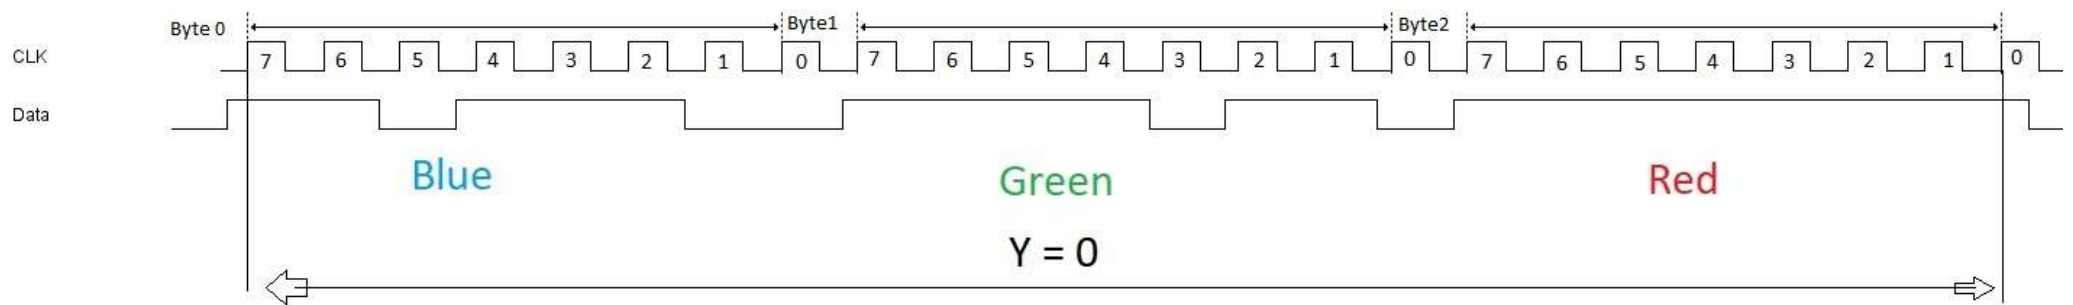 Byte 0 Byte1 Byte2
CLK 7 6 5 4 3 2 1 0 7 6 5 4 3 2 1 0 7 6 5 4 3 2 1 0
Data
Blue Green Red
Y = 0